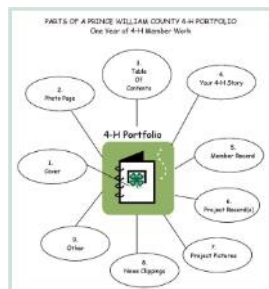 PARTS OF A PRINCE WILLIAM COUNTY 4-H PORTFOLIO
One Year of 4-H Member Work
1.
Cover
2.
Photo Page
3.
Table
Of
Contents
4.
Your 4-H Story
5.
Member Record
6.
Project Record(s)
7.
Project Pictures
8.
News Clippings
9.
Other
4-H Portfolio